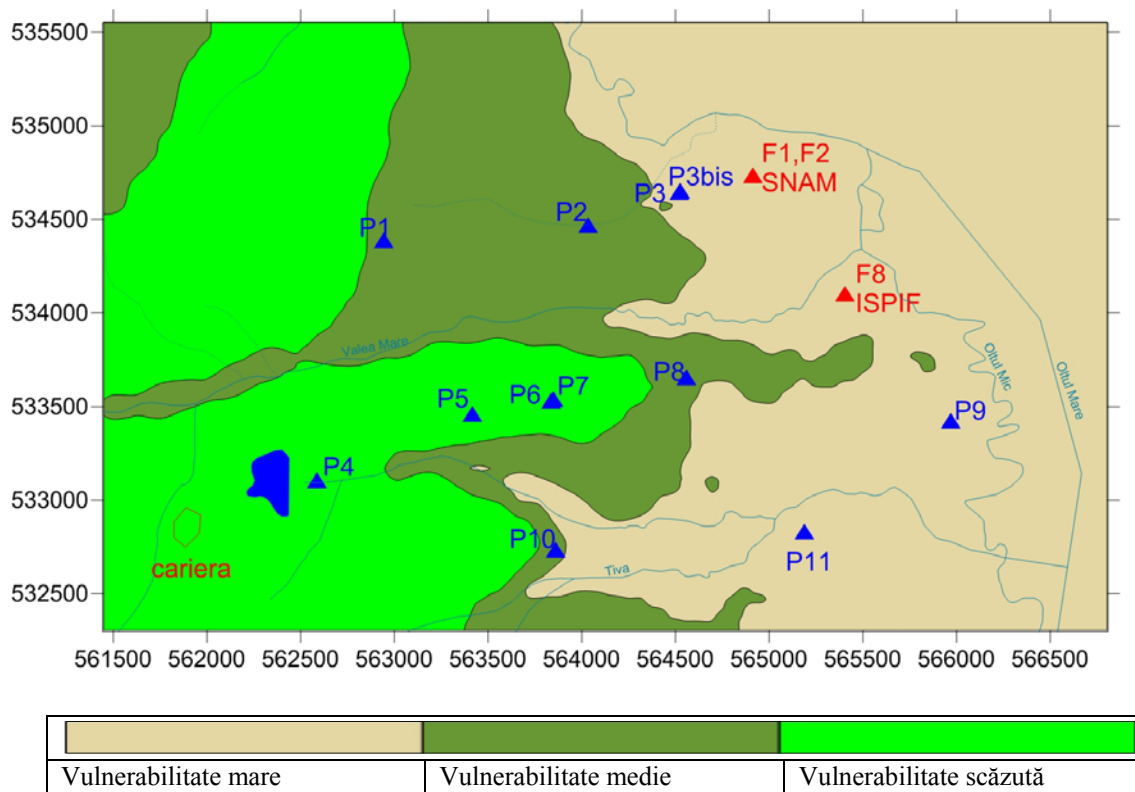 535500
535000
534500
534000
533500
533000
532500
F1,F2
SNAM
P3bis
P3
P2
P1
F8
ISPIF
Valea Mare
Oltul Mic
Oltul Mare
P8
P7
P6
P5
P9
P4
P10
P11
cariera
Tiva
561500 562000 562500 563000 563500 564000 564500 565000 565500 566000 566500
Vulnerabilitate mare
Vulnerabilitate medie
Vulnerabilitate scăzută